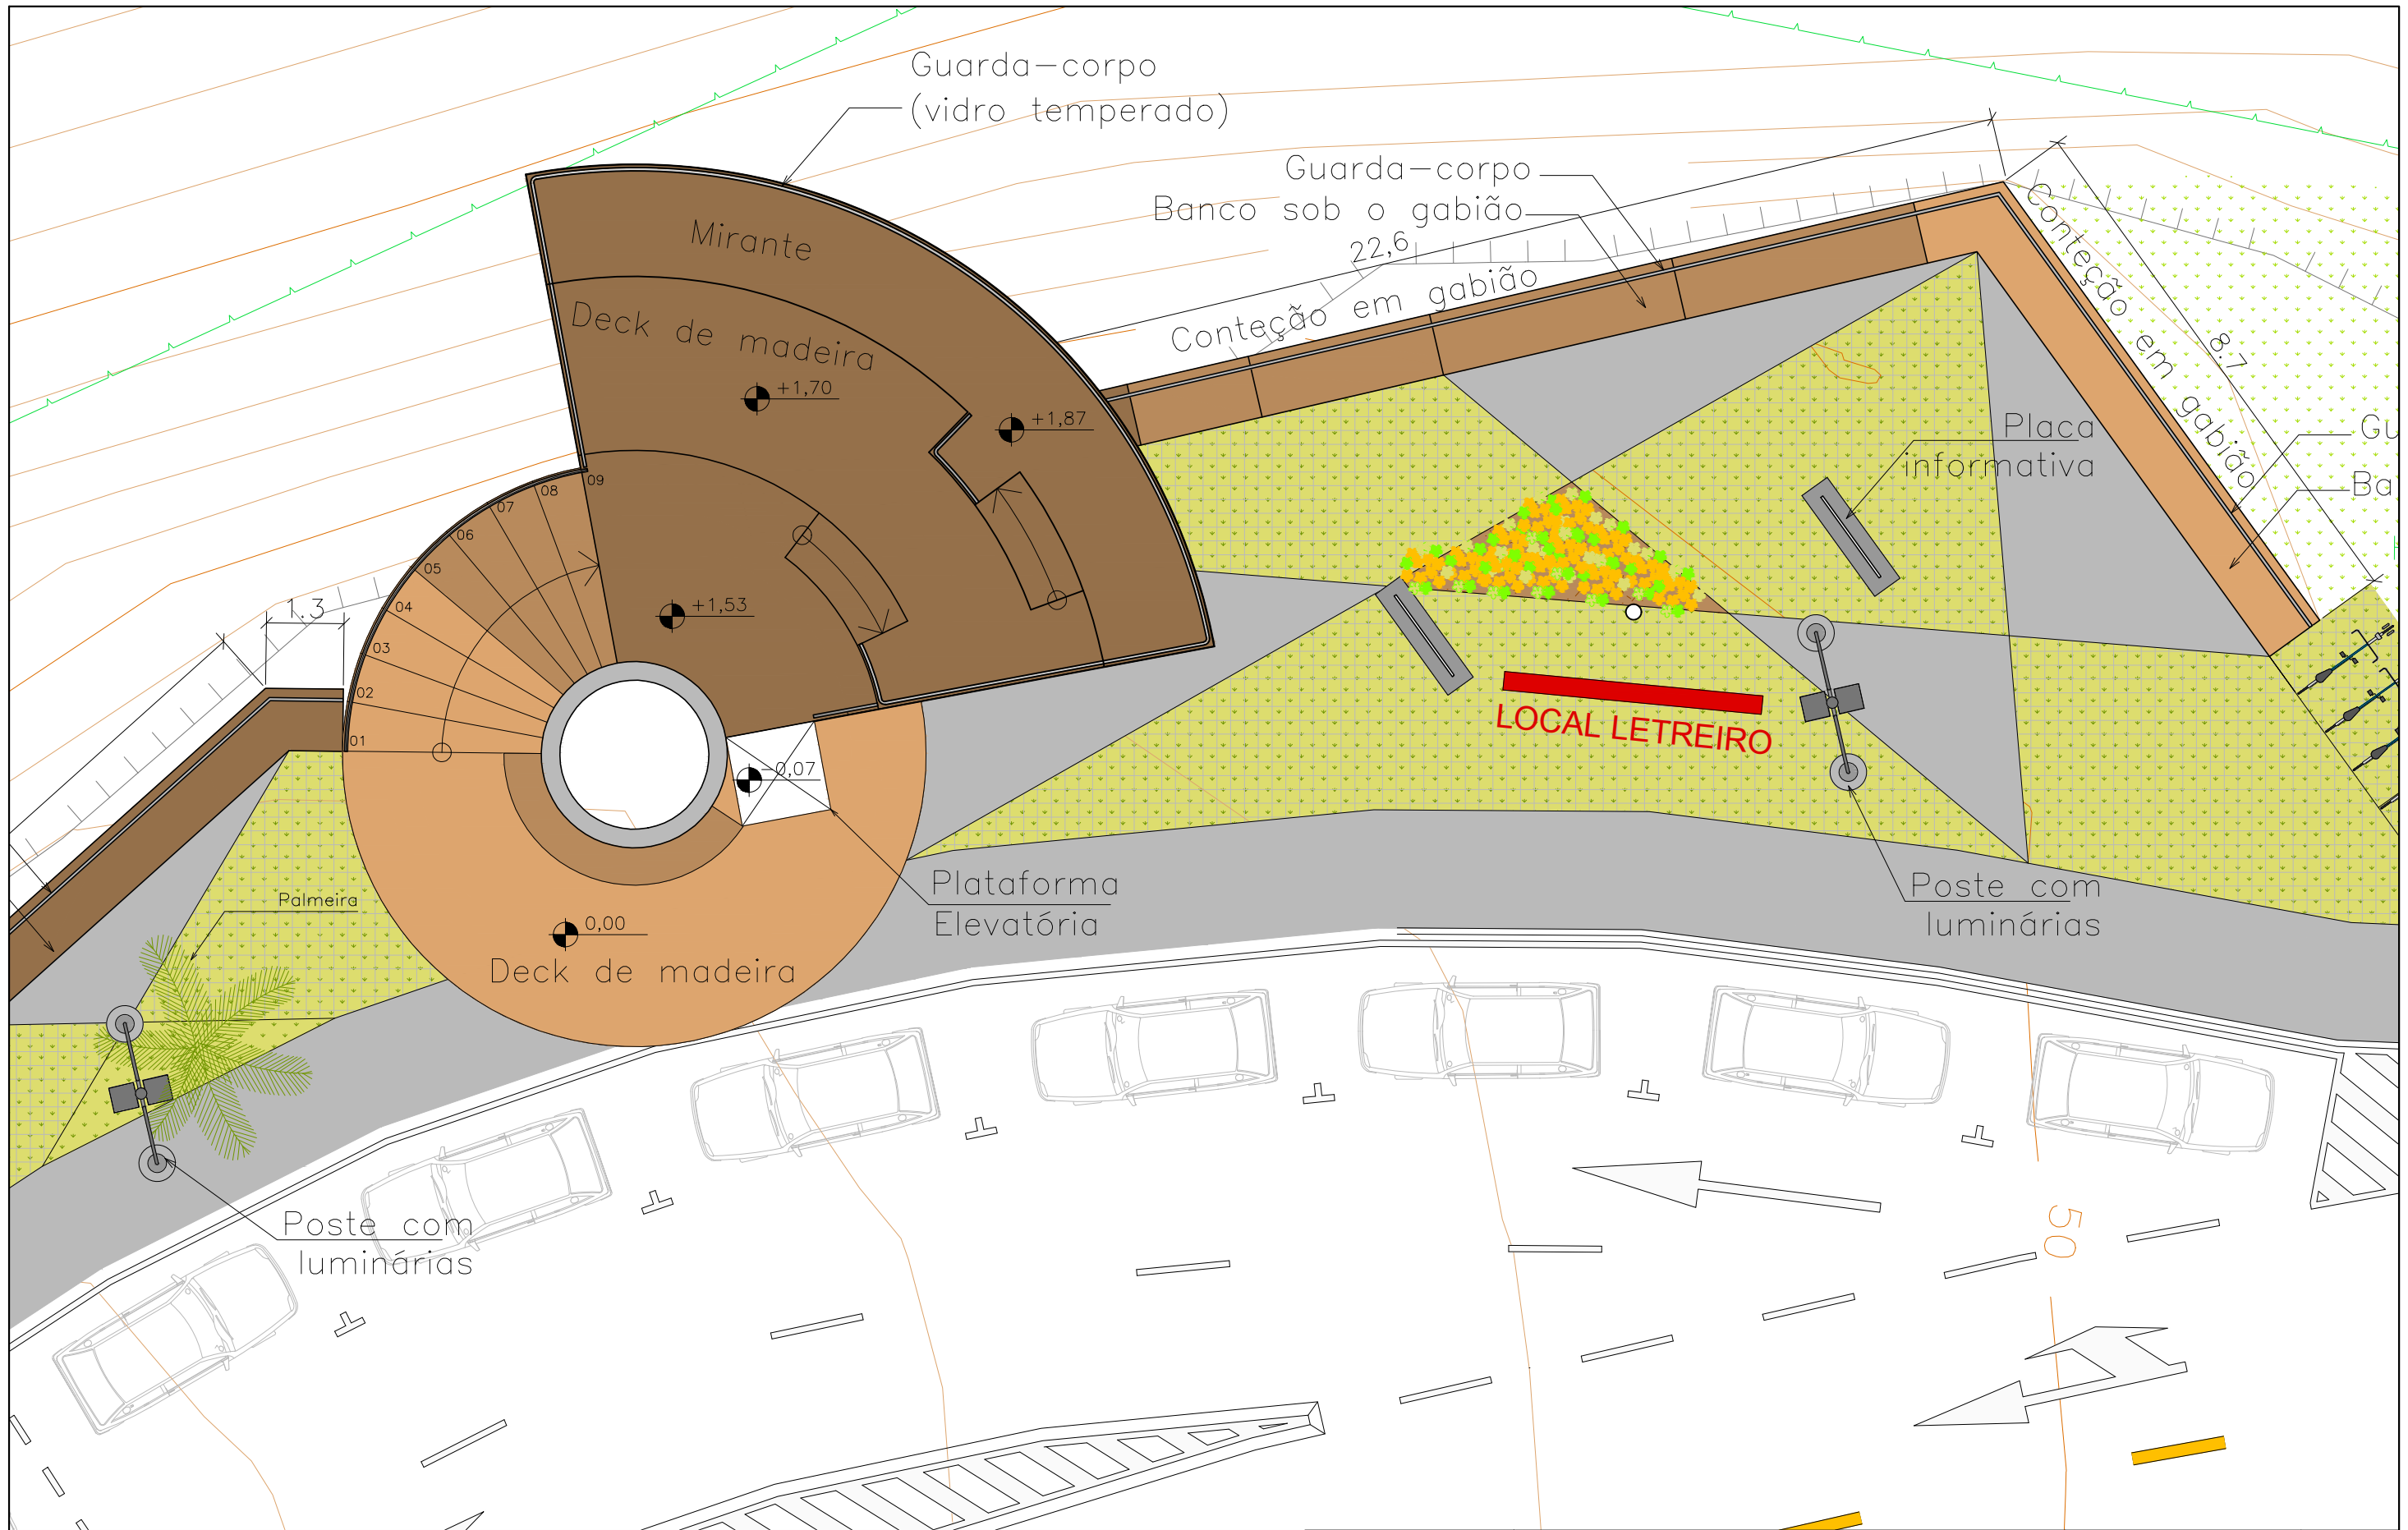 Guarda-corpo
(vidro temperado)
Guarda-corpo
Banco sob o gabião
22,6
Conteção em gabião
Conteção em gabião
8.7
Mirante
Deck de madeira
+1,70
+1,87
+1,53
Placa
informativa
Gu
Ba
09
08
07
06
05
04
03
02
01
1.3
LOCAL LETREIRO
-0,07
Plataforma
Elevatória
Poste com
luminárias
Palmeira
0,00
Deck de madeira
Poste com
luminárias
50